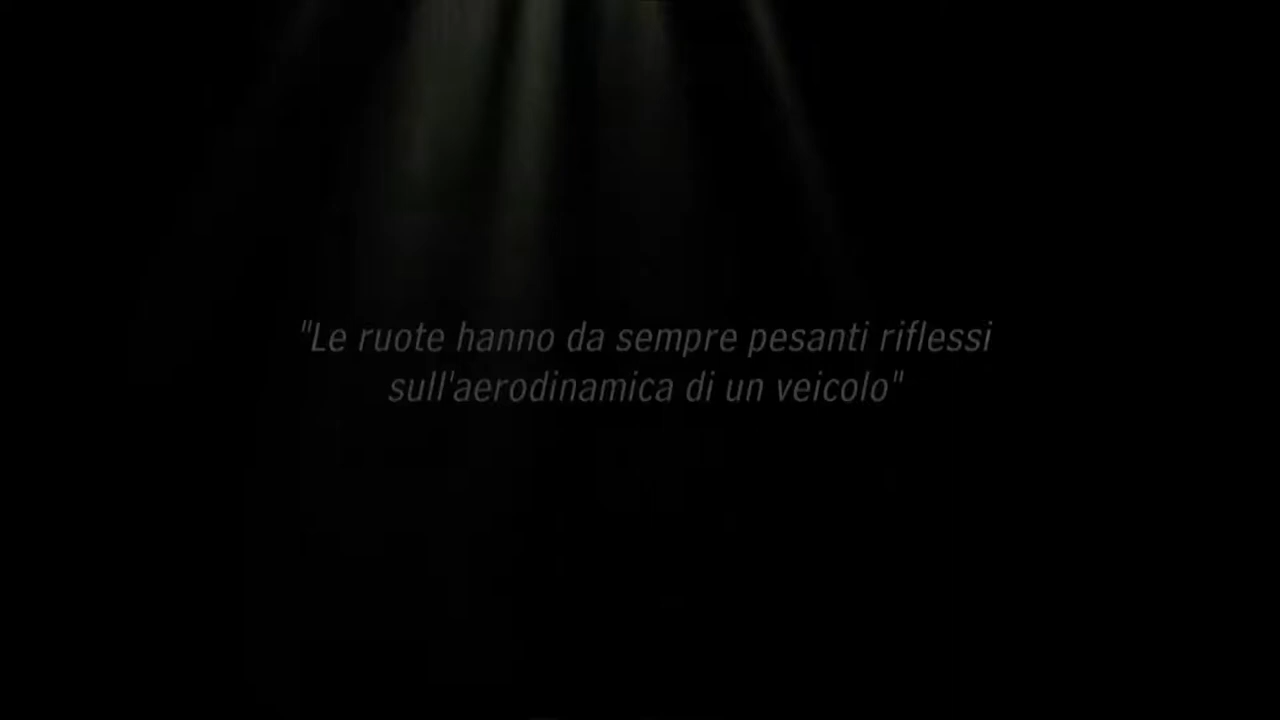 "Le ruote hanno da sempre pesanti riflessi
sull'aerodinamica di un veicolo"